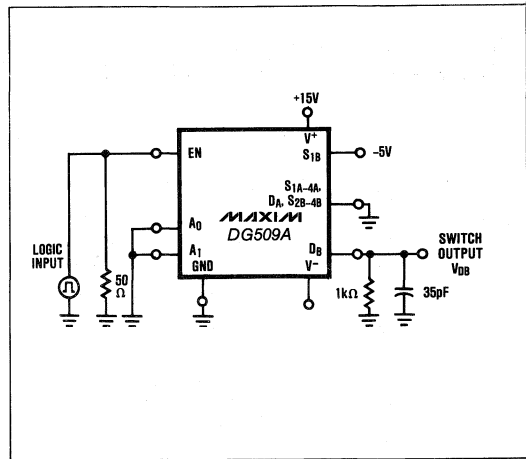 +15V
V+
EN
S1B
−5V
S1A–4A,
DA, S2B–4B
MAXIM
DG509A
A0
A1
GND
DB
V−
LOGIC
INPUT
50
Ω
1kΩ
35pF
SWITCH
OUTPUT
VDB